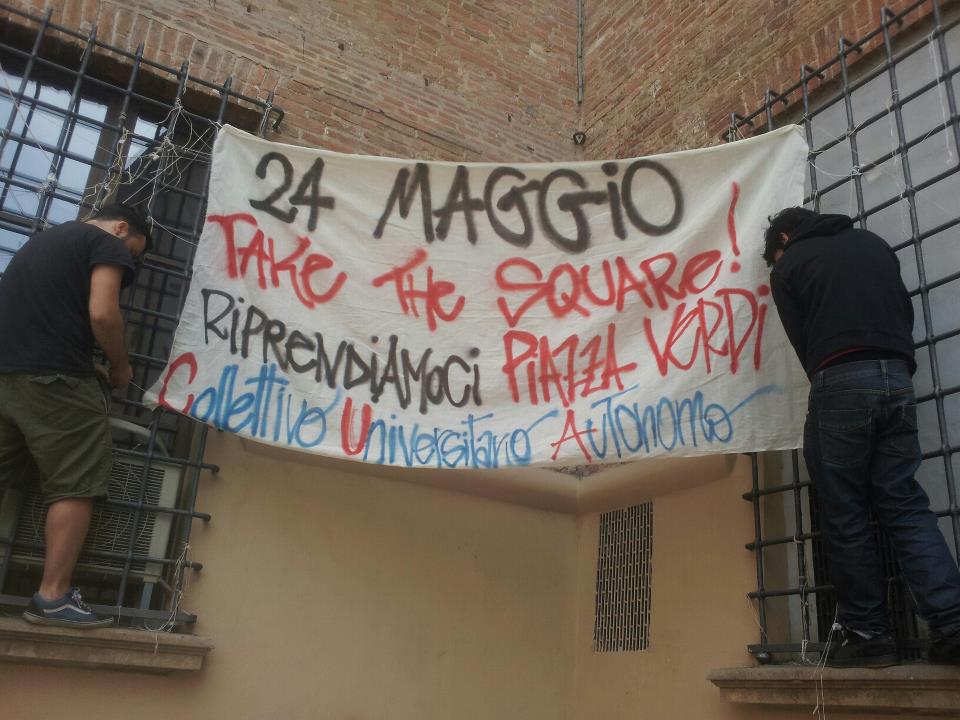 24 MAGGiO
TAKe THe SQUARe!
RiPRENDiAMOCi PiAZZA VERDi
Collettivo Universitario Autonomo